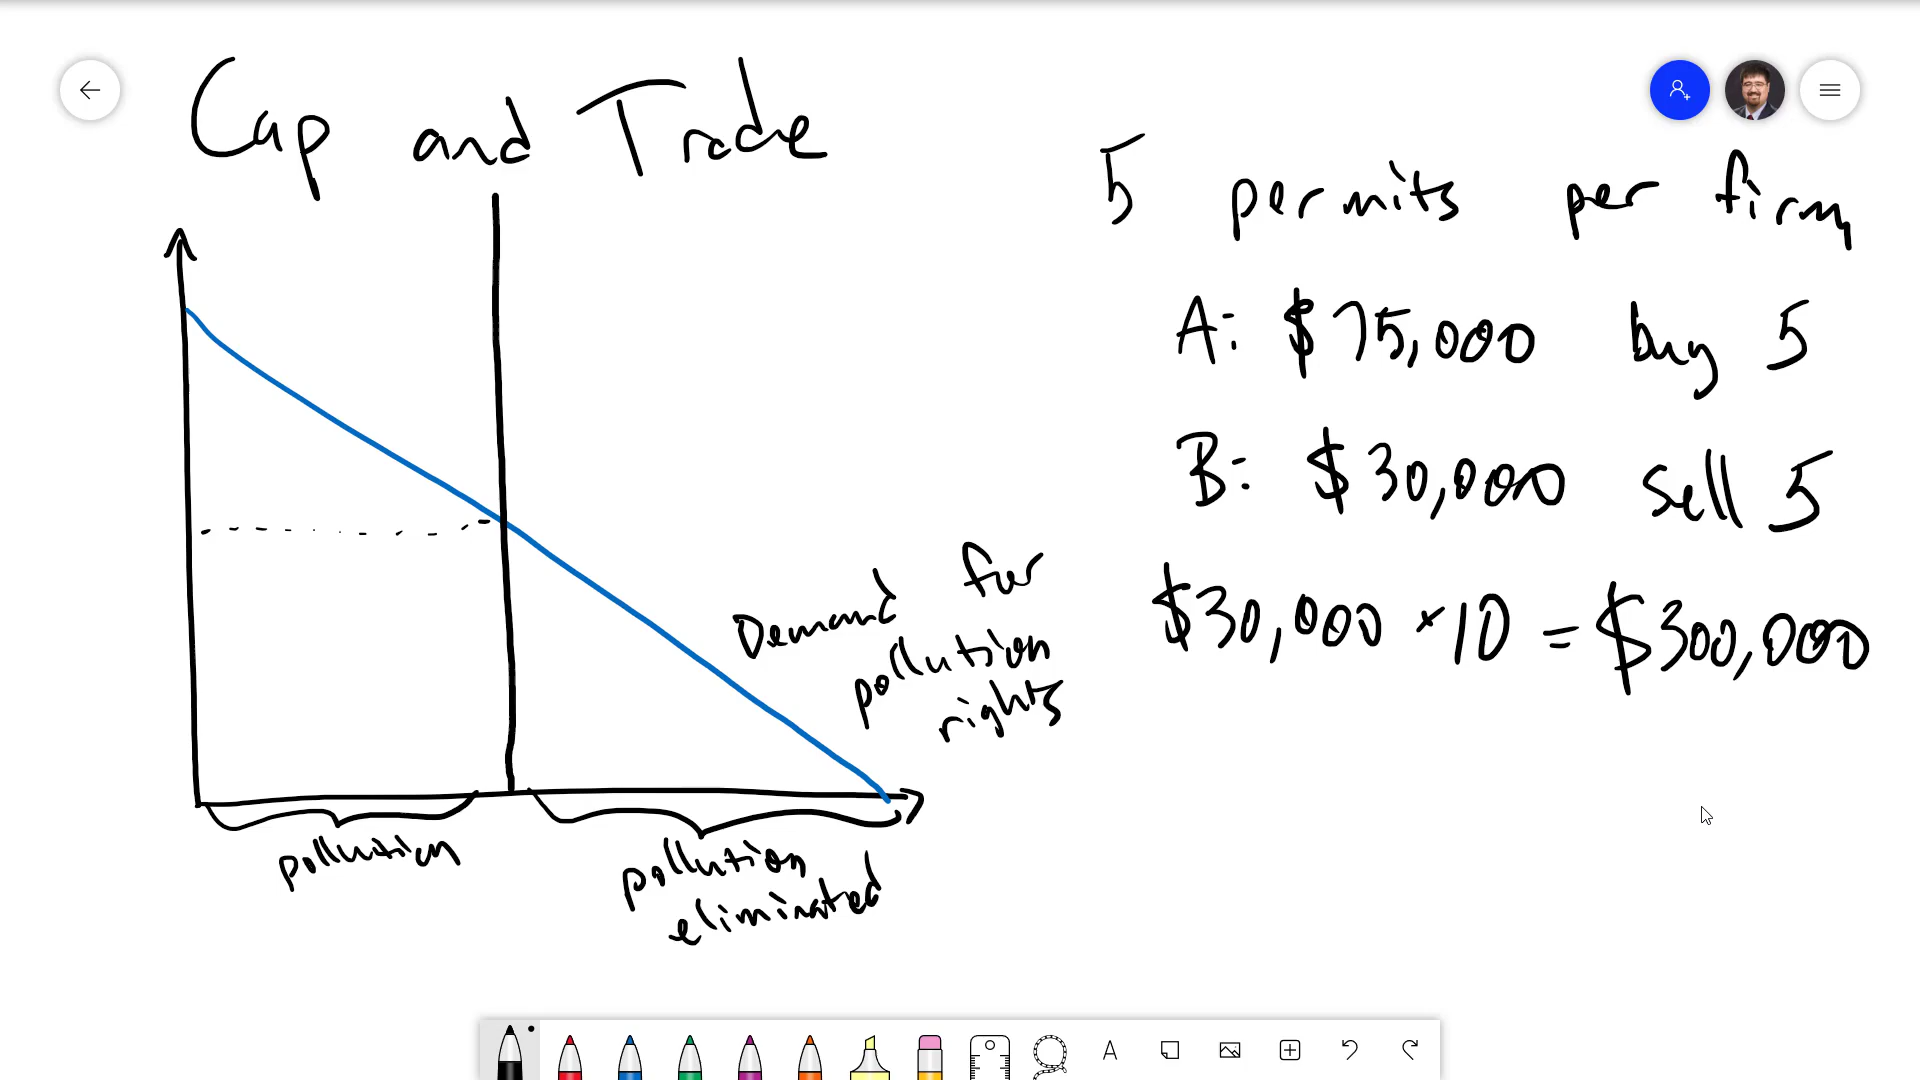 Cap and Trade
5 permits per firm
A: $75,000 buy 5
B: $30,000 sell 5
$30,000 × 10 = $300,000
Demand for
pollution
rights
pollution
pollution
eliminated
A